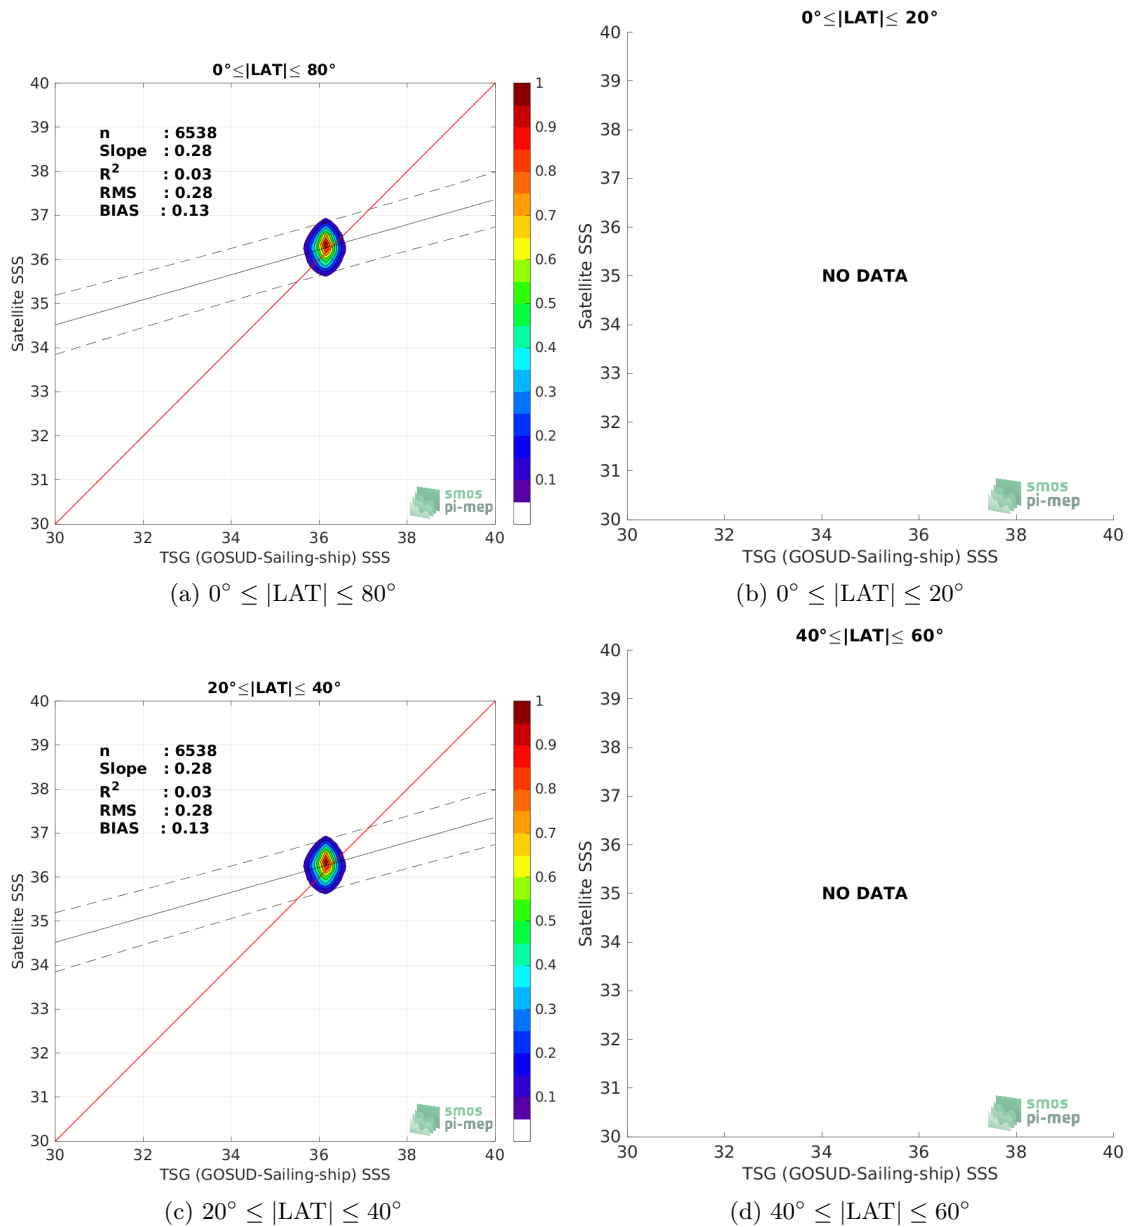 0°≤|LAT|≤ 80°
40
39
38
37
36
35
34
33
32
31
30
Satellite SSS
n : 6538
Slope : 0.28
R² : 0.03
RMS : 0.28
BIAS : 0.13
1
0.9
0.8
0.7
0.6
0.5
0.4
0.3
0.2
0.1
smos
pi-mep
30 32 34 36 38 40
TSG (GOSUD-Sailing-ship) SSS
(a) 0° ≤ |LAT| ≤ 80°
0°≤|LAT|≤ 20°
40
39
38
37
36
35
34
33
32
31
30
Satellite SSS
NO DATA
smos
pi-mep
30 32 34 36 38 40
TSG (GOSUD-Sailing-ship) SSS
(b) 0° ≤ |LAT| ≤ 20°
20°≤|LAT|≤ 40°
40
39
38
37
36
35
34
33
32
31
30
Satellite SSS
n : 6538
Slope : 0.28
R² : 0.03
RMS : 0.28
BIAS : 0.13
1
0.9
0.8
0.7
0.6
0.5
0.4
0.3
0.2
0.1
smos
pi-mep
30 32 34 36 38 40
TSG (GOSUD-Sailing-ship) SSS
(c) 20° ≤ |LAT| ≤ 40°
40°≤|LAT|≤ 60°
40
39
38
37
36
35
34
33
32
31
30
Satellite SSS
NO DATA
smos
pi-mep
30 32 34 36 38 40
TSG (GOSUD-Sailing-ship) SSS
(d) 40° ≤ |LAT| ≤ 60°